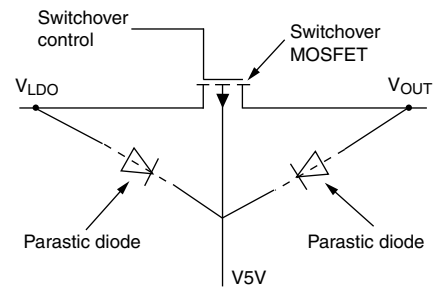 Switchover
control
Switchover
MOSFET
VLDO
VOUT
Parastic diode
Parastic diode
V5V